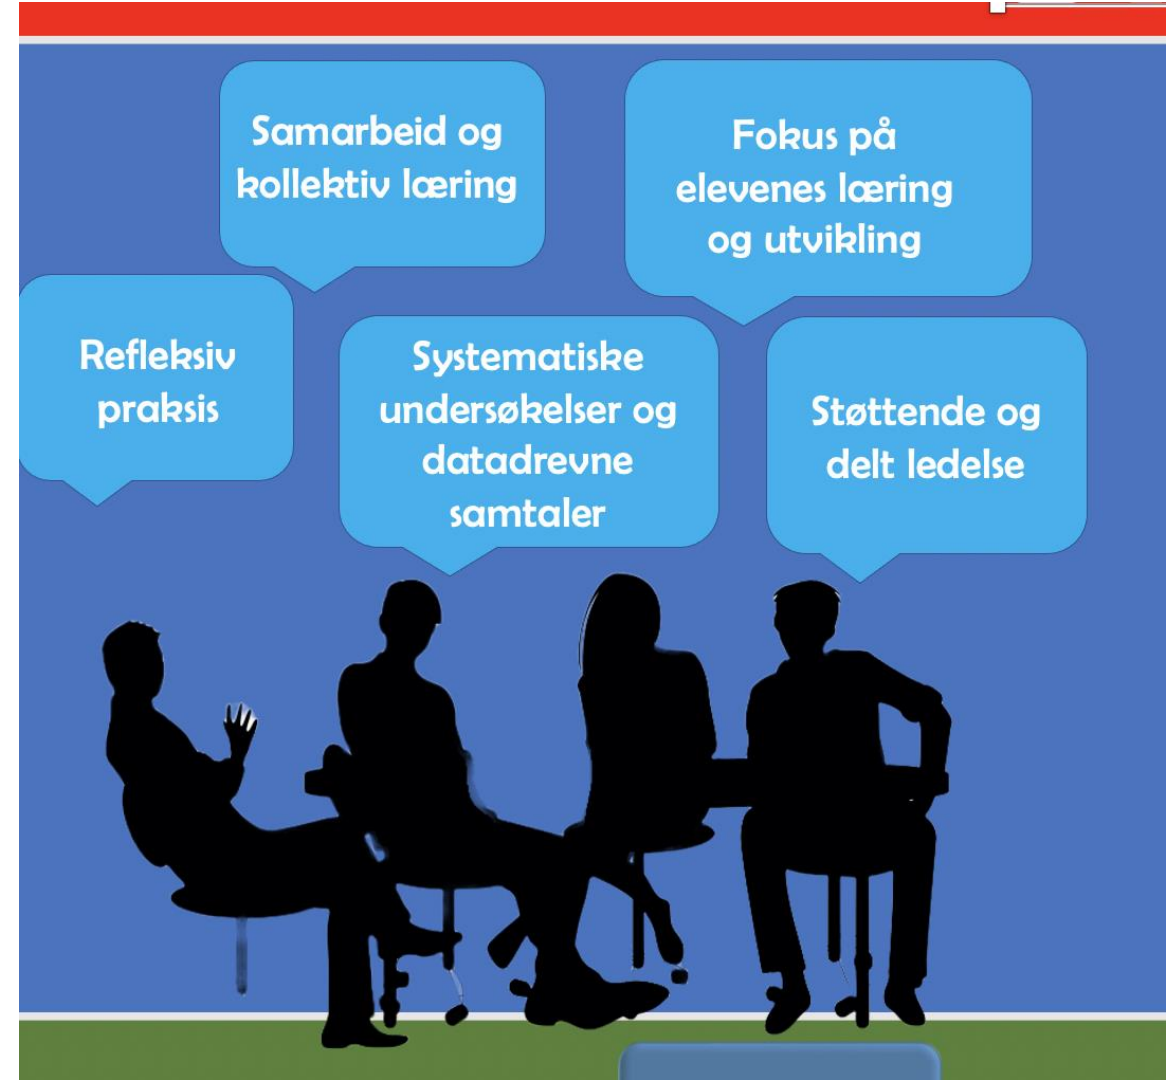 Samarbeid og
kollektiv læring
Fokus på
elevenes læring
og utvikling
Refleksiv
praksis
Systematiske
undersøkelser og
datadrevne
samtaler
Støttende og
delt ledelse